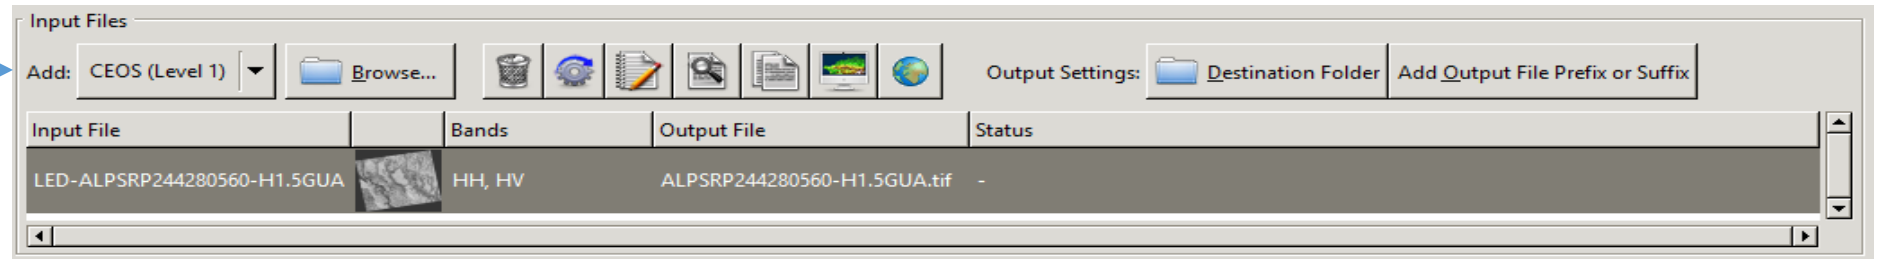 Input Files
Add: CEOS (Level 1) Browse... Output Settings: Destination Folder Add Output File Prefix or Suffix
Input File Bands Output File Status
LED-ALPSRP244280560-H1.5GUA HH, HV ALPSRP244280560-H1.5GUA.tif -